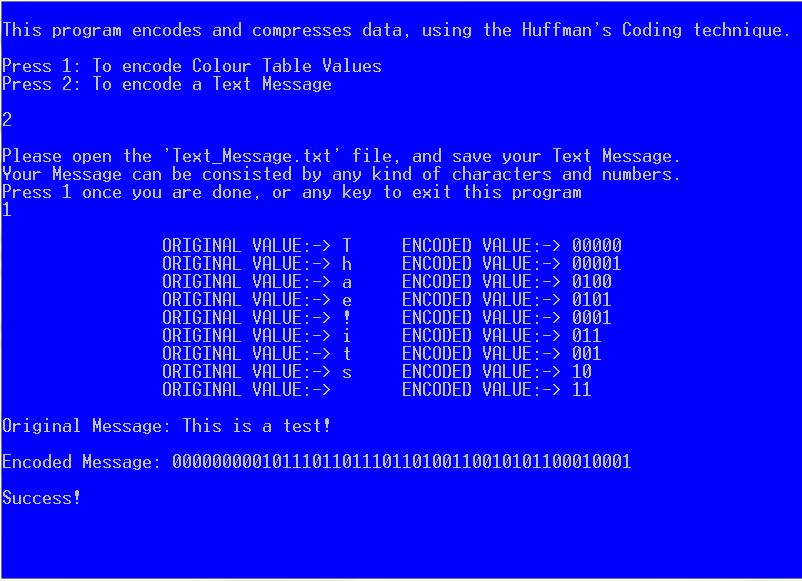 This program encodes and compresses data, using the Huffman's Coding technique.
Press 1: To encode Colour Table Values
Press 2: To encode a Text Message
2
Please open the 'Text_Message.txt' file, and save your Text Message.
Your Message can be consisted by any kind of characters and numbers.
Press 1 once you are done, or any key to exit this program
1
ORIGINAL VALUE:-> T ENCODED VALUE:-> 00000
ORIGINAL VALUE:-> h ENCODED VALUE:-> 00001
ORIGINAL VALUE:-> a ENCODED VALUE:-> 0100
ORIGINAL VALUE:-> e ENCODED VALUE:-> 0101
ORIGINAL VALUE:-> ! ENCODED VALUE:-> 0001
ORIGINAL VALUE:-> i ENCODED VALUE:-> 011
ORIGINAL VALUE:-> t ENCODED VALUE:-> 001
ORIGINAL VALUE:-> s ENCODED VALUE:-> 10
ORIGINAL VALUE:->   ENCODED VALUE:-> 11
Original Message: This is a test!
Encoded Message: 0000000001011101101110110100110010101100010001
Success!